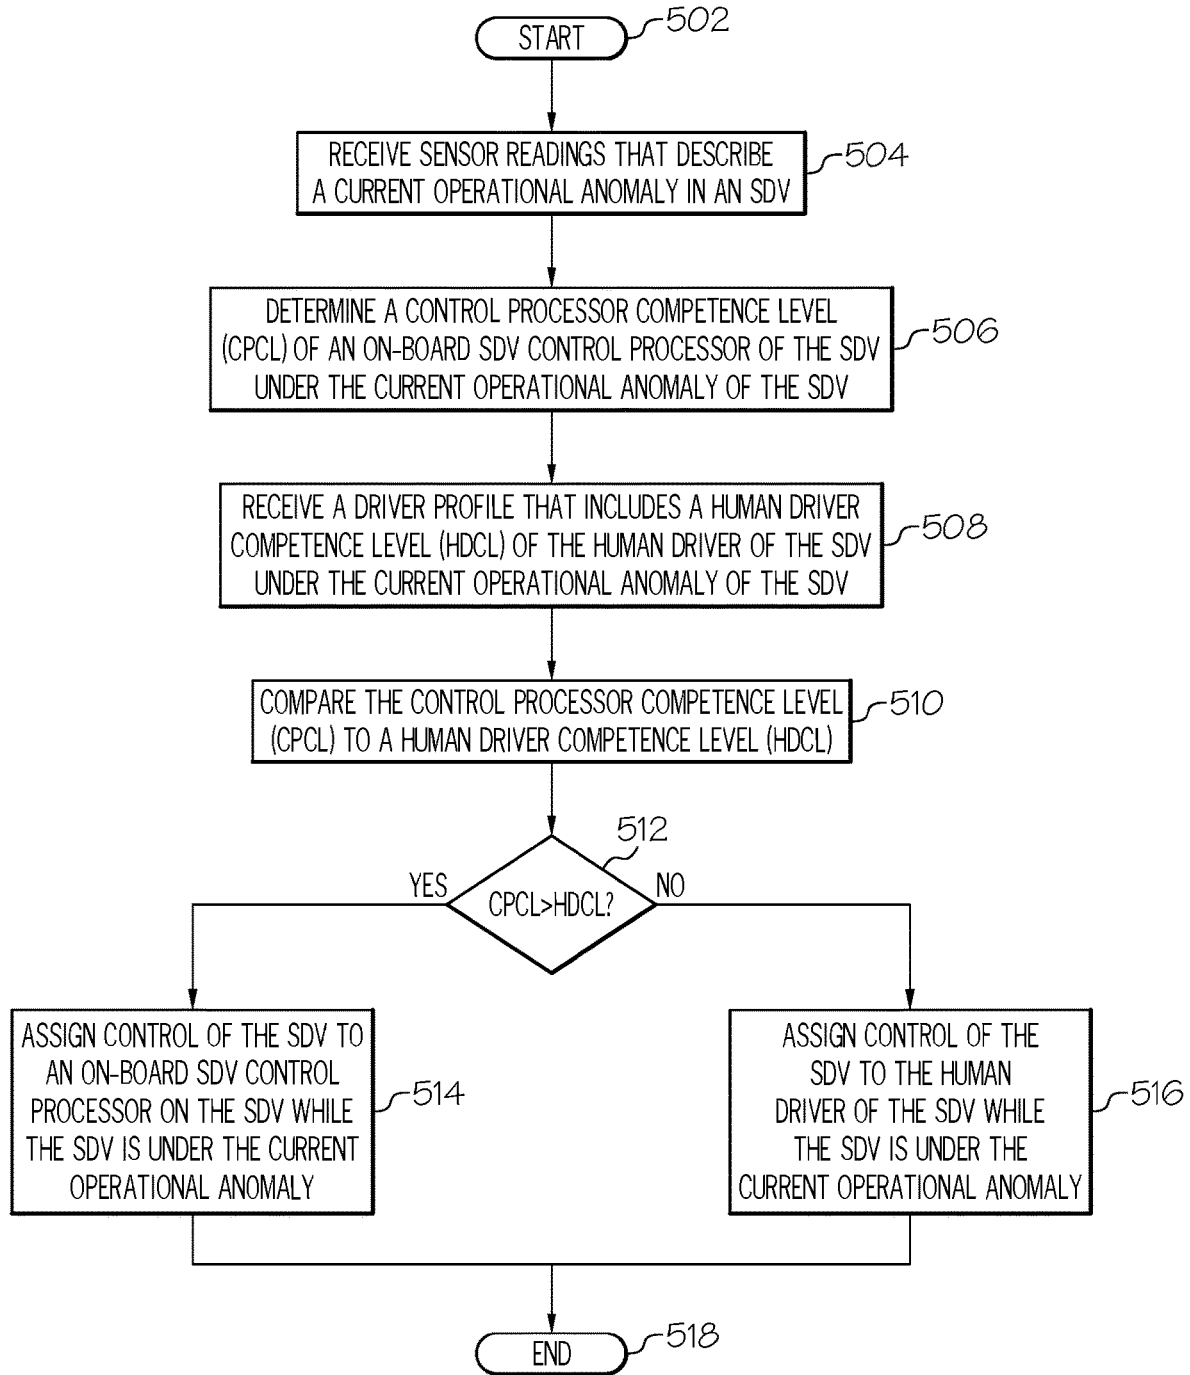 START
502
RECEIVE SENSOR READINGS THAT DESCRIBE
A CURRENT OPERATIONAL ANOMALY IN AN SDV
504
DETERMINE A CONTROL PROCESSOR COMPETENCE LEVEL
(CPCL) OF AN ON-BOARD SDV CONTROL PROCESSOR OF THE SDV
UNDER THE CURRENT OPERATIONAL ANOMALY OF THE SDV
506
RECEIVE A DRIVER PROFILE THAT INCLUDES A HUMAN DRIVER
COMPETENCE LEVEL (HDCL) OF THE HUMAN DRIVER OF THE SDV
UNDER THE CURRENT OPERATIONAL ANOMALY OF THE SDV
508
COMPARE THE CONTROL PROCESSOR COMPETENCE LEVEL
(CPCL) TO A HUMAN DRIVER COMPETENCE LEVEL (HDCL)
510
512
YES
CPCL>HDCL?
NO
ASSIGN CONTROL OF THE SDV TO
AN ON-BOARD SDV CONTROL
PROCESSOR ON THE SDV WHILE
THE SDV IS UNDER THE CURRENT
OPERATIONAL ANOMALY
514
ASSIGN CONTROL OF THE
SDV TO THE HUMAN
DRIVER OF THE SDV WHILE
THE SDV IS UNDER THE
CURRENT OPERATIONAL ANOMALY
516
END
518